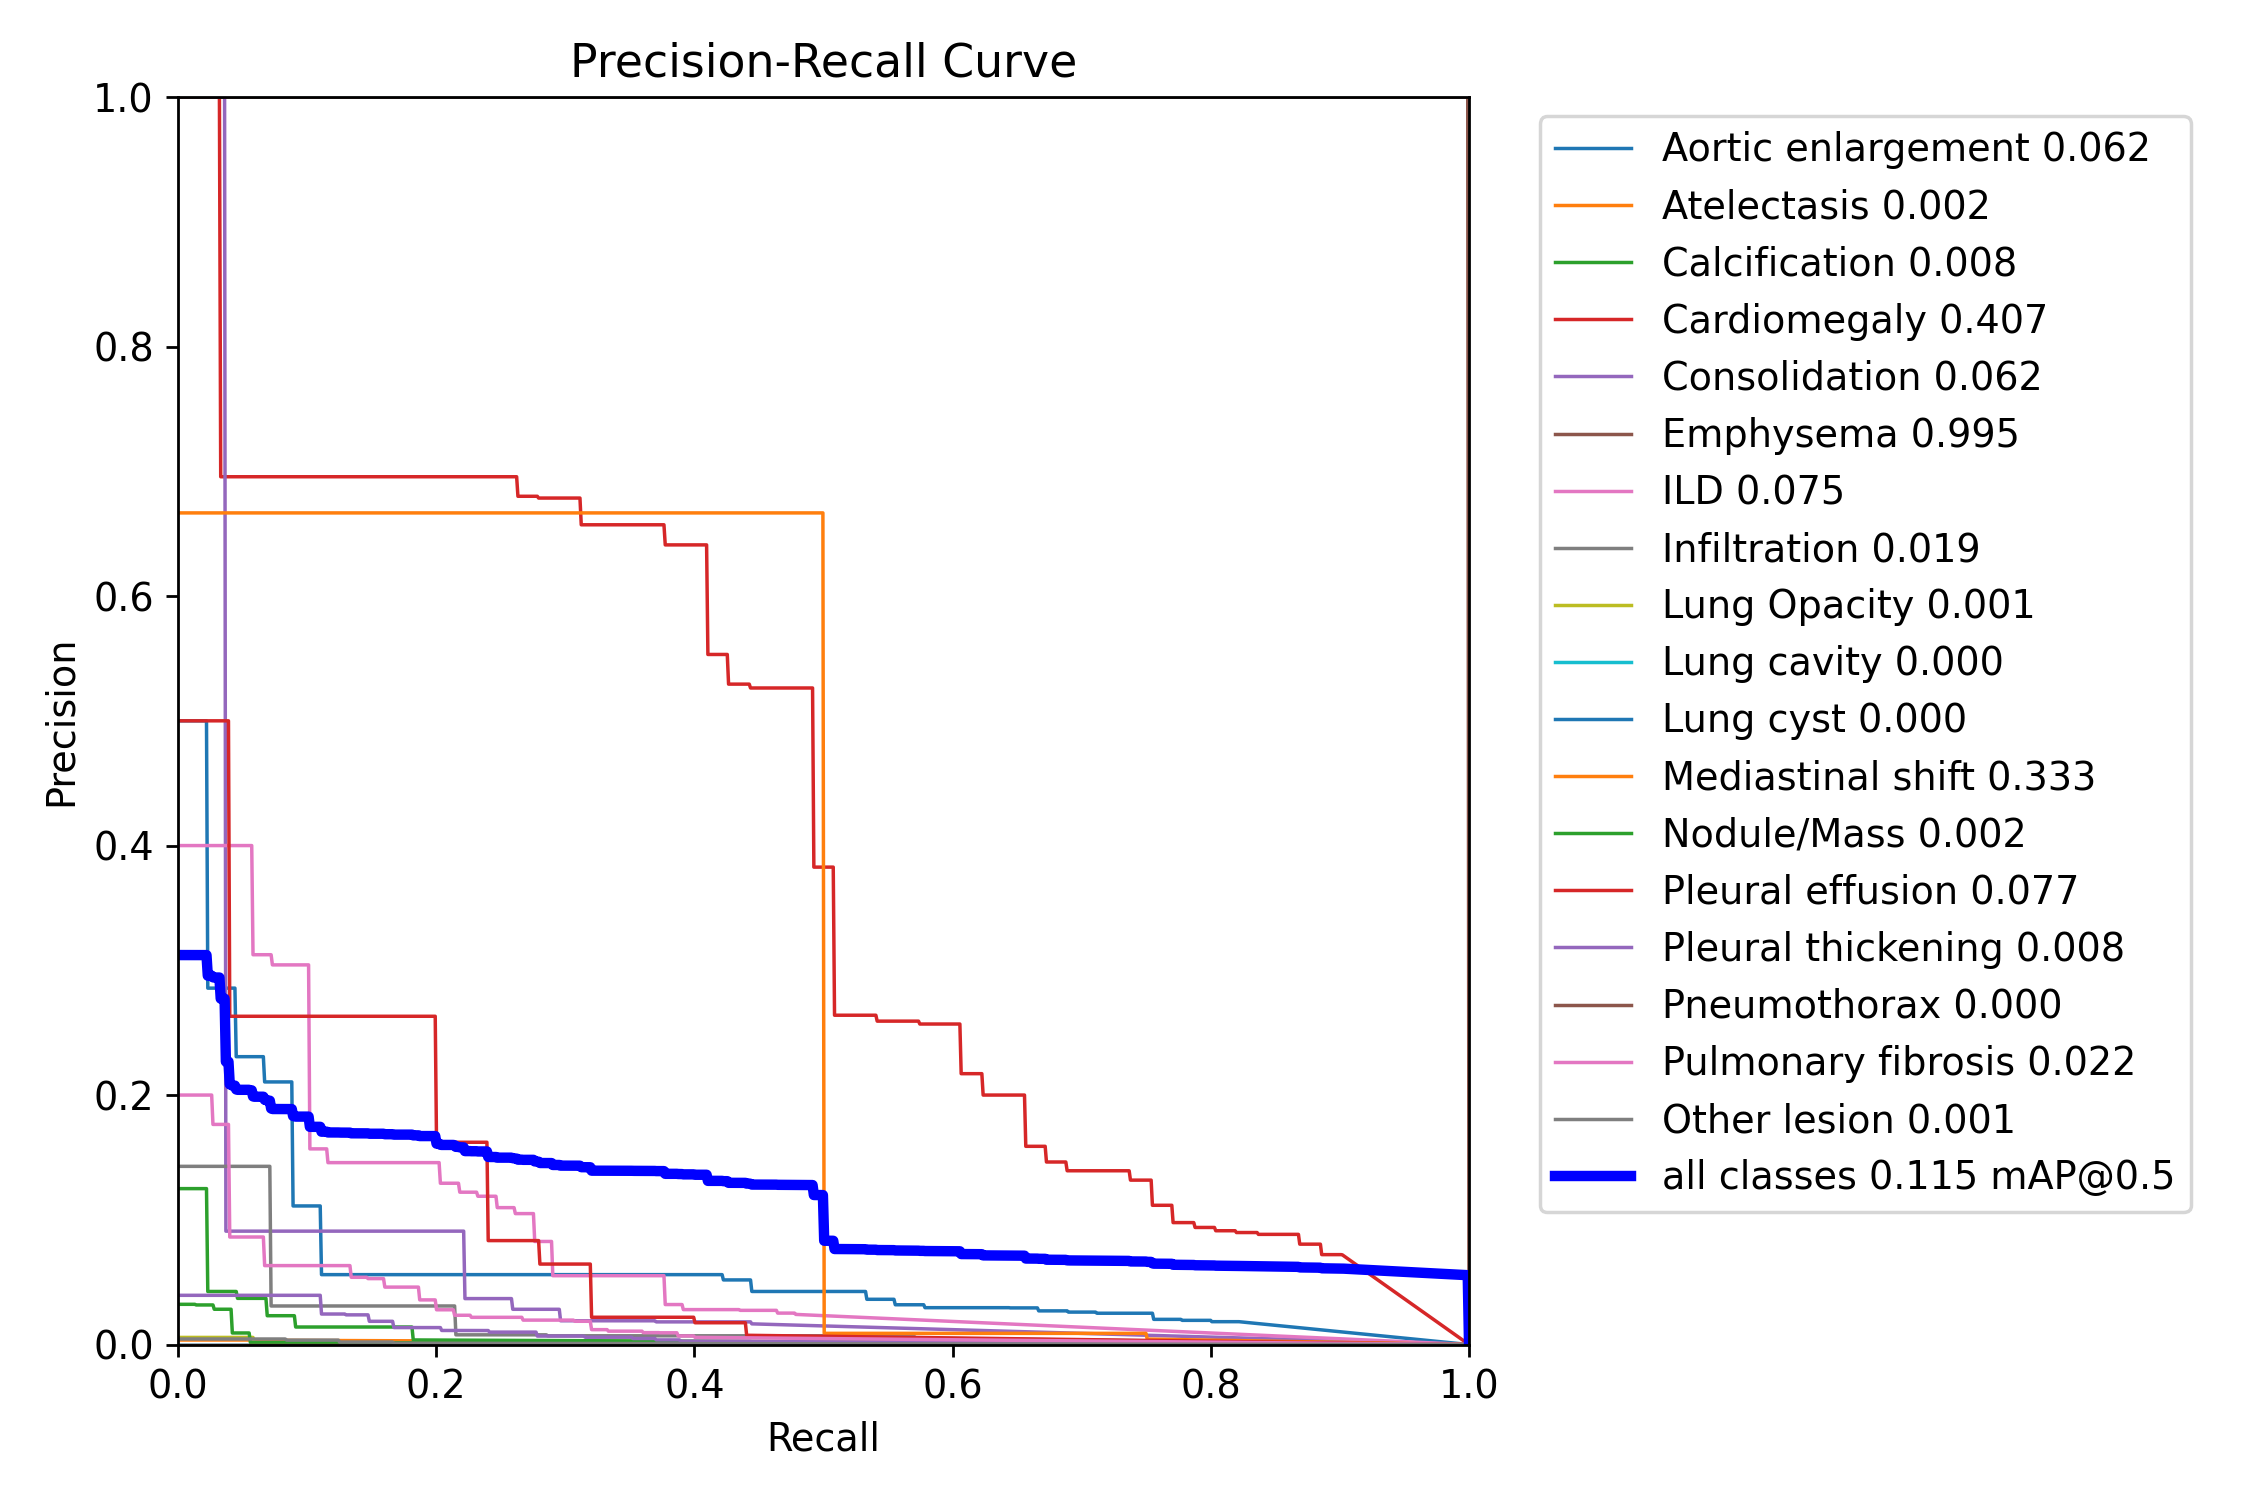 Precision-Recall Curve
1.0
0.8
0.6
0.4
0.2
0.0
Precision
0.0 0.2 0.4 0.6 0.8 1.0
Recall
Aortic enlargement 0.062
Atelectasis 0.002
Calcification 0.008
Cardiomegaly 0.407
Consolidation 0.062
Emphysema 0.995
ILD 0.075
Infiltration 0.019
Lung Opacity 0.001
Lung cavity 0.000
Lung cyst 0.000
Mediastinal shift 0.333
Nodule/Mass 0.002
Pleural effusion 0.077
Pleural thickening 0.008
Pneumothorax 0.000
Pulmonary fibrosis 0.022
Other lesion 0.001
all classes 0.115 mAP@0.5